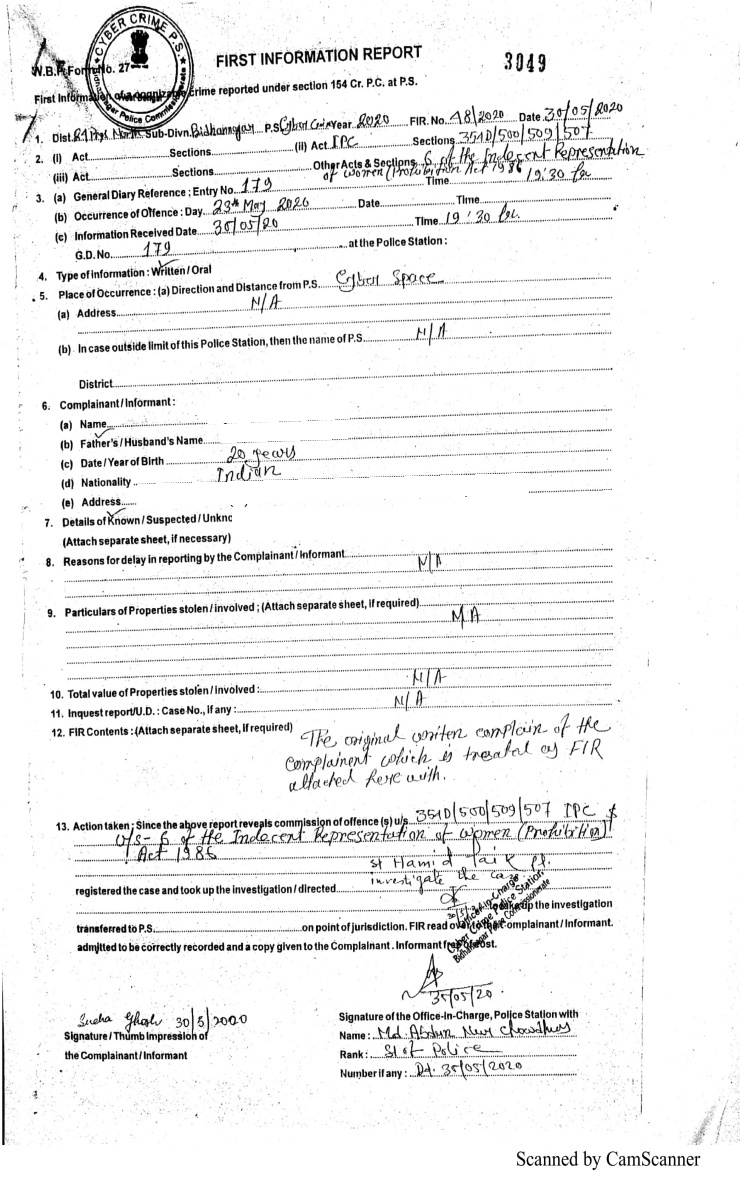 CYBER CRIME P.S.
Bidhannagar Police Commissionerate
FIRST INFORMATION REPORT
3049
W.B.P. Form No. 27
First Information of a cognizable crime reported under section 154 Cr. P.C. at P.S.
1. Dist. 24 Pgs North Sub-Divn. Bidhannagar P.S. Cyber Crime Year 2020 FIR. No. 48/2020 Date 30/05/2020
2. (I) Act Sections (II) Act IPC Sections 354D/500/509/507
(iii) Act Sections Other Acts & Sections 6 of the Indecent Representation
of women (Prohibition Act 1986
3. (a) General Diary Reference ; Entry No. 179 Time 19:30 hrs
(b) Occurrence of Offence : Day 23th May 2020 Date Time
(c) Information Received Date 30/05/20 Time 19:30 hrs.
G.D. No. 179 at the Police Station :
4. Type of information : Written / Oral
5. Place of Occurrence : (a) Direction and Distance from P.S. Cyber Space
(a) Address N/A
(b) In case outside limit of this Police Station, then the name of P.S. N/A
District
6. Complainant / Informant :
(a) Name
(b) Father's / Husband's Name
(c) Date / Year of Birth 20 years
(d) Nationality Indian
(e) Address
7. Details of Known / Suspected / Unknc
(Attach separate sheet, if necessary)
8. Reasons for delay in reporting by the Complainant / Informant N/A
9. Particulars of Properties stolen / involved ; (Attach separate sheet, if required) N.A
10. Total value of Properties stolen / Involved : N/A
11. Inquest report/U.D. : Case No., if any : N/A
12. FIR Contents : (Attach separate sheet, if required) The original writen complain of the
complainent which is treated as FIR
attached here with.
13. Action taken ; Since the above report reveals commission of offence (s) u/s 354D/500/509/507 IPC &
U/s- 6 of the Indecent Representation of women (Prohibition)
Act 1986
SI Hamid
investigate the case
registered the case and took up the investigation / directed
Officer-in-Charge
Cyber Crime Police Station
Bidhannagar Police Commissionerate
30/5/
to take up the investigation
transferred to P.S. on point of jurisdiction. FIR read over to the Complainant / Informant.
admitted to be correctly recorded and a copy given to the Complainant . Informant free of cost.
30/05/20.
Sneha Ghosh 30/5/2020
Signature / Thumb impression of
the Complainant / Informant
Signature of the Office-In-Charge, Police Station with
Name : Md. Abdun Nur Chowdhury
Rank : SI of Police
Number if any : Dt. 30/05/2020
Scanned by CamScanner